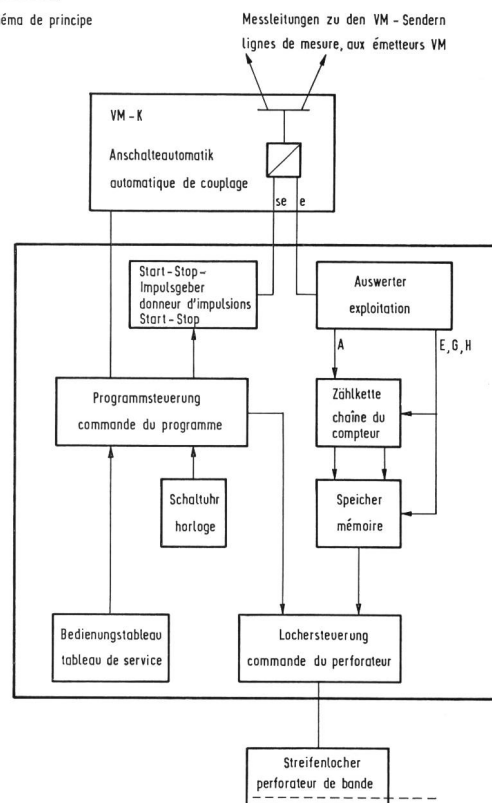 éma de principe
Messleitungen zu den VM - Sendern
lignes de mesure, aux émetteurs VM
VM - K
Anschalteautomatik
automatique de couplage
se e
Start - Stop -
Impulsgeber
donneur d'impulsions
Start - Stop
Auswerter
exploitation
A
E, G, H
Programmsteuerung
commande du programme
Zählkette
chaîne du
compteur
Schaltuhr
horloge
Speicher
mémoire
Bedienungstableau
tableau de service
Lochersteuerung
commande du perforateur
Streifenlocher
perforateur de bande